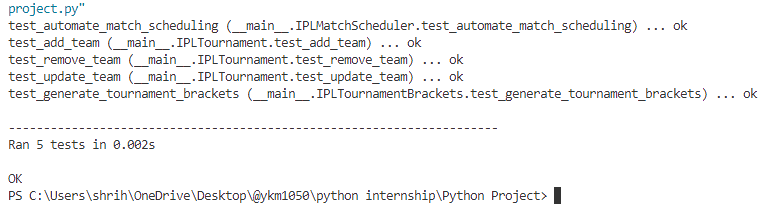 project.py"
test_automate_match_scheduling (__main__.IPLMatchScheduler.test_automate_match_scheduling) ... ok
test_add_team (__main__.IPLTournament.test_add_team) ... ok
test_remove_team (__main__.IPLTournament.test_remove_team) ... ok
test_update_team (__main__.IPLTournament.test_update_team) ... ok
test_generate_tournament_brackets (__main__.IPLTournamentBrackets.test_generate_tournament_brackets) ... ok
----------------------------------------------------------------------
Ran 5 tests in 0.002s
OK
PS C:\Users\shrih\OneDrive\Desktop\@ykm1050\python internship\Python Project>